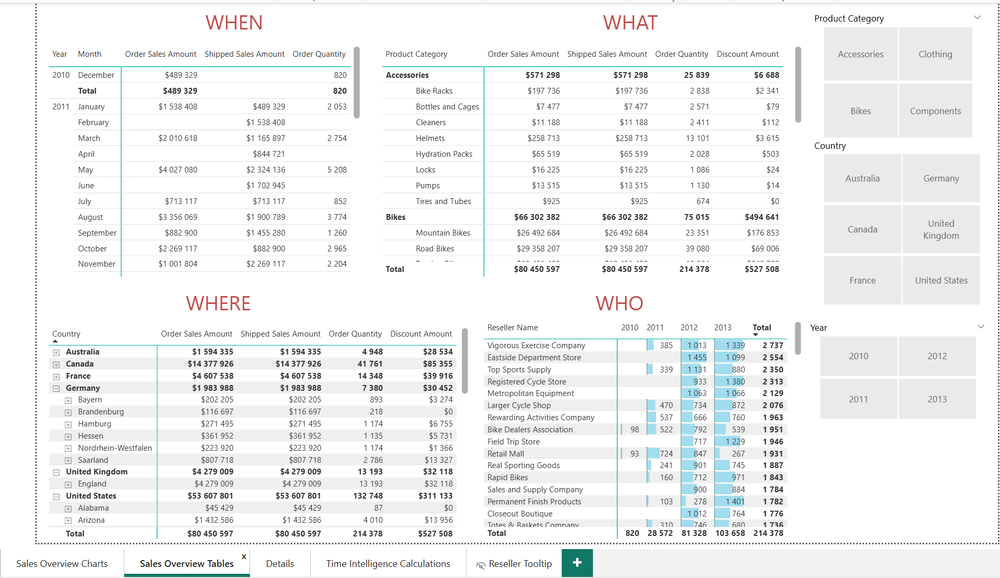 WHEN
Year Month Order Sales Amount Shipped Sales Amount Order Quantity
2010 December $489 329 820
Total $489 329 820
2011 January $1 538 408 $489 329 2 053
February $1 538 408
March $2 010 618 $1 165 897 2 754
April $844 721
May $4 027 080 $2 324 136 5 208
June $1 702 945
July $713 117 $713 117 852
August $3 356 069 $1 900 789 3 774
September $882 900 $1 455 280 1 260
October $2 269 117 $882 900 2 965
November $1 001 804 $2 269 117 2 204
WHAT
Product Category Order Sales Amount Shipped Sales Amount Order Quantity Discount Amount
Accessories $571 298 $571 298 25 839 $6 688
Bike Racks $197 736 $197 736 2 838 $2 341
Bottles and Cages $7 477 $7 477 2 571 $79
Cleaners $11 188 $11 188 2 411 $112
Helmets $258 713 $258 713 13 101 $3 615
Hydration Packs $65 519 $65 519 2 028 $503
Locks $16 225 $16 225 1 086 $24
Pumps $13 515 $13 515 1 130 $14
Tires and Tubes $925 $925 674 $0
Bikes $66 302 382 $66 302 382 75 015 $494 641
Mountain Bikes $26 492 684 $26 492 684 23 351 $176 853
Road Bikes $29 358 207 $29 358 207 39 080 $69 006
Total $80 450 597 $80 450 597 214 378 $527 508
Product Category
Accessories Clothing
Bikes Components
Country
Australia Germany
Canada United
Kingdom
France United States
WHERE
Country Order Sales Amount Shipped Sales Amount Order Quantity Discount Amount
Australia $1 594 335 $1 594 335 4 948 $28 534
Canada $14 377 926 $14 377 926 41 761 $85 355
France $4 607 538 $4 607 538 14 348 $39 916
Germany $1 983 988 $1 983 988 7 380 $30 452
Bayern $202 205 $202 205 893 $3 274
Brandenburg $116 697 $116 697 218 $0
Hamburg $271 495 $271 495 1 174 $6 755
Hessen $361 952 $361 952 1 135 $5 731
Nordrhein-Westfalen $223 920 $223 920 1 174 $1 366
Saarland $807 718 $807 718 2 786 $13 327
United Kingdom $4 279 009 $4 279 009 13 193 $32 118
England $4 279 009 $4 279 009 13 193 $32 118
United States $53 607 801 $53 607 801 132 748 $311 133
Alabama $45 429 $45 429 87 $0
Arizona $1 432 586 $1 432 586 4 010 $13 956
Total $80 450 597 $80 450 597 214 378 $527 508
WHO
Reseller Name 2010 2011 2012 2013 Total
Vigorous Exercise Company 385 1 013 1 339 2 737
Eastside Department Store 1 455 1 099 2 554
Top Sports Supply 339 1 131 880 2 350
Registered Cycle Store 933 1 380 2 313
Metropolitan Equipment 1 063 1 066 2 129
Larger Cycle Shop 470 734 872 2 076
Rewarding Activities Company 537 666 760 1 963
Bike Dealers Association 98 522 792 539 1 951
Field Trip Store 717 1 229 1 946
Retail Mall 93 724 847 267 1 931
Real Sporting Goods 241 901 745 1 887
Rapid Bikes 160 712 971 1 843
Sales and Supply Company 900 884 1 784
Permanent Finish Products 103 278 1 401 1 782
Closeout Boutique 1 012 764 1 776
Totes & Baskets Company 310 746 680 1 736
Total 820 28 572 81 328 103 658 214 378
Year
2010 2012
2011 2013
Sales Overview Charts Sales Overview Tables x Details Time Intelligence Calculations Reseller Tooltip +